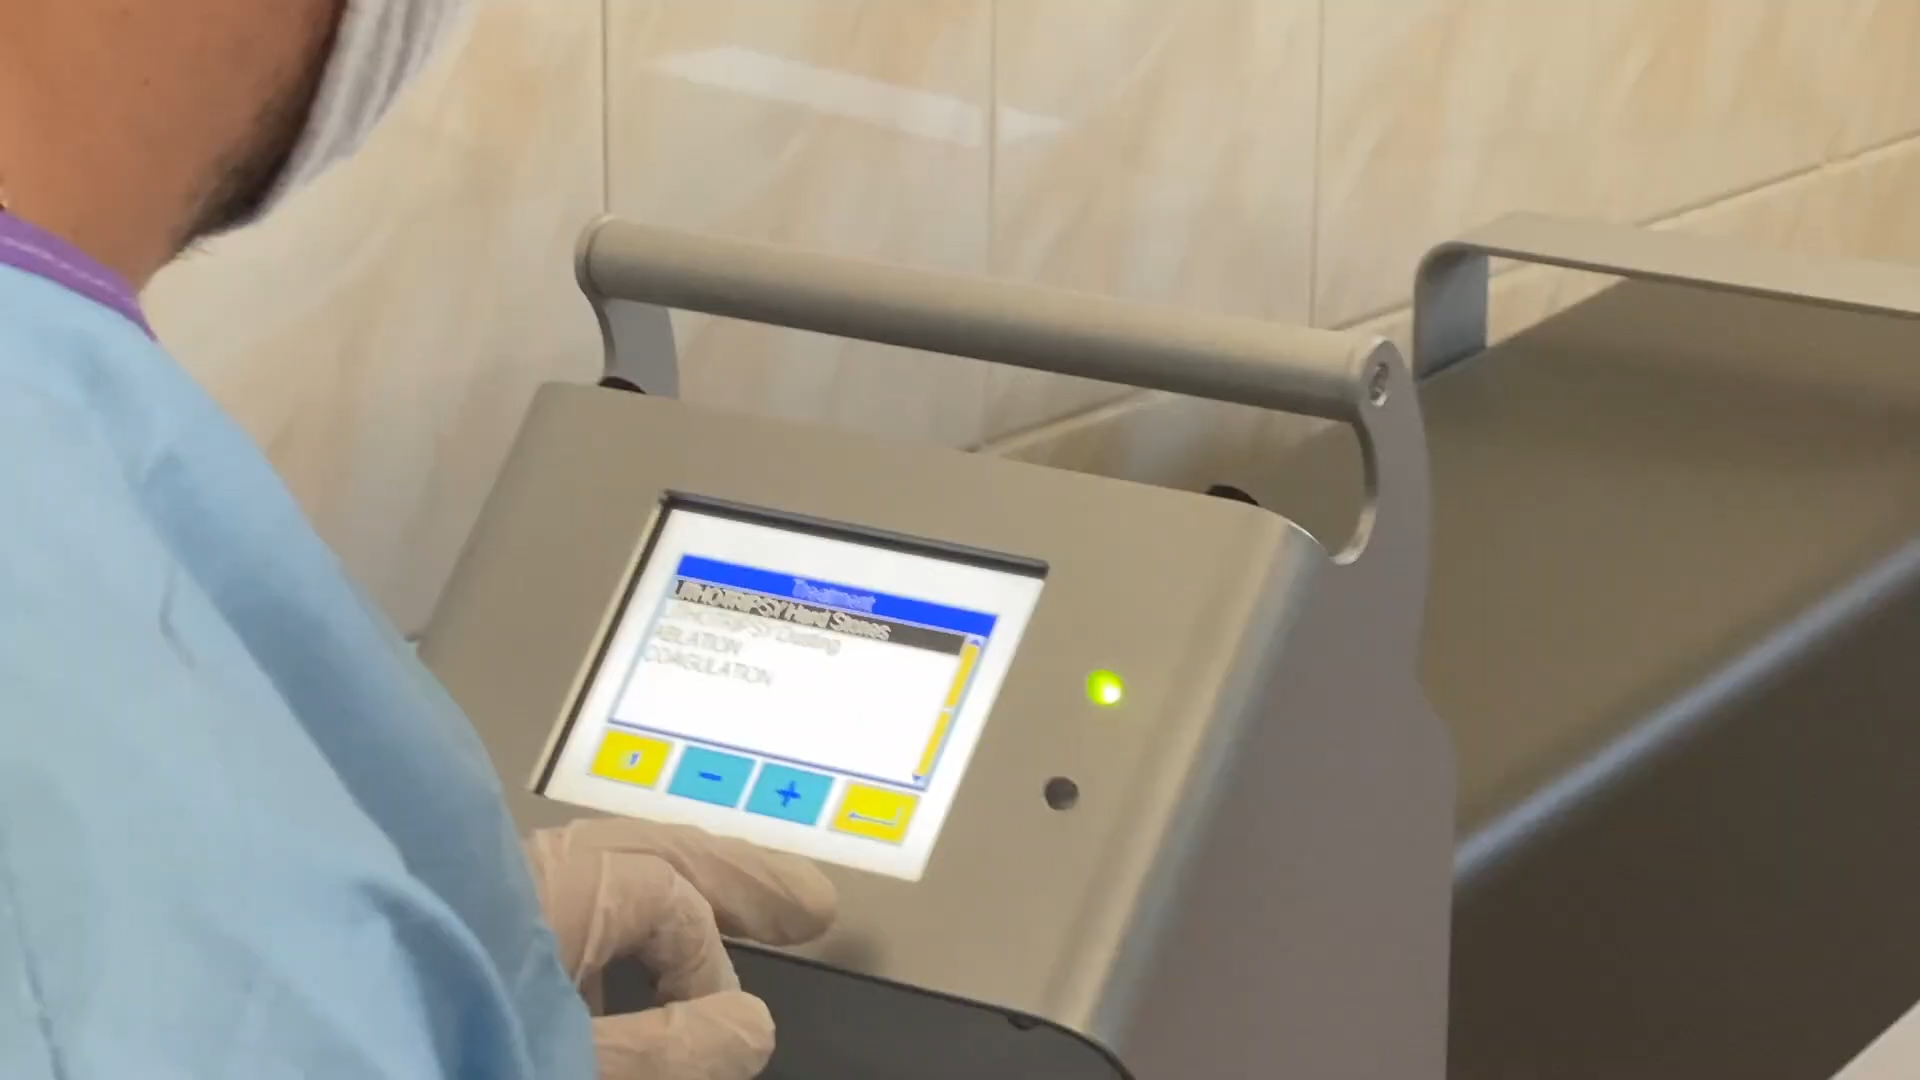 Treatment
LITHOTRIPSY Hard Stones
LITHOTRIPSY Dusting
ABLATION
COAGULATION
- +